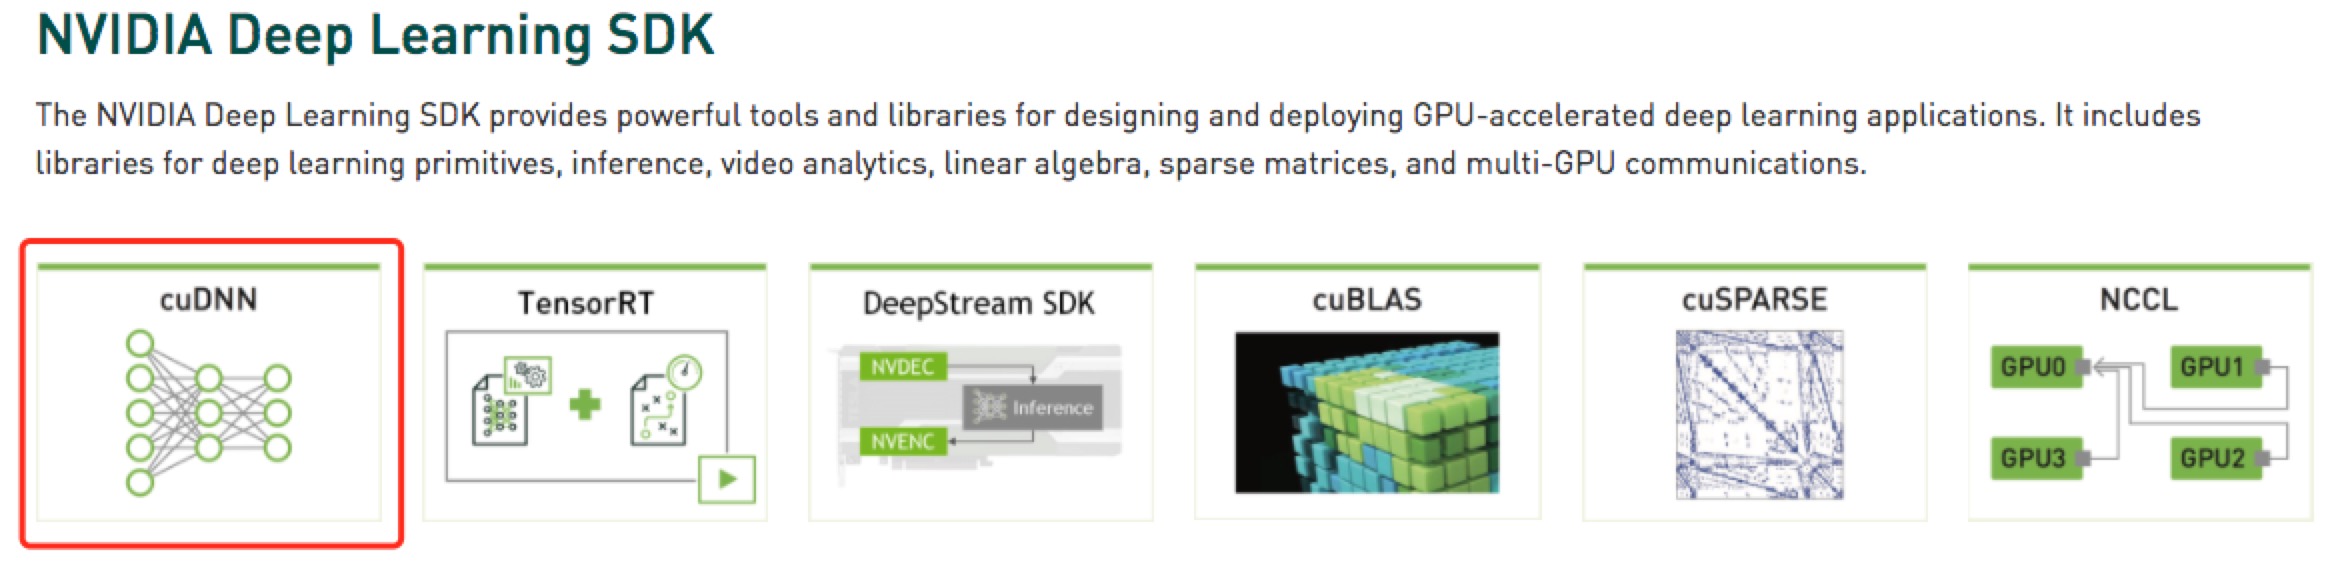 NVIDIA Deep Learning SDK
The NVIDIA Deep Learning SDK provides powerful tools and libraries for designing and deploying GPU-accelerated deep learning applications. It includes
libraries for deep learning primitives, inference, video analytics, linear algebra, sparse matrices, and multi-GPU communications.
cuDNN
TensorRT
DeepStream SDK
NVDEC
Inference
NVENC
cuBLAS
cuSPARSE
NCCL
GPU0
GPU1
GPU3
GPU2